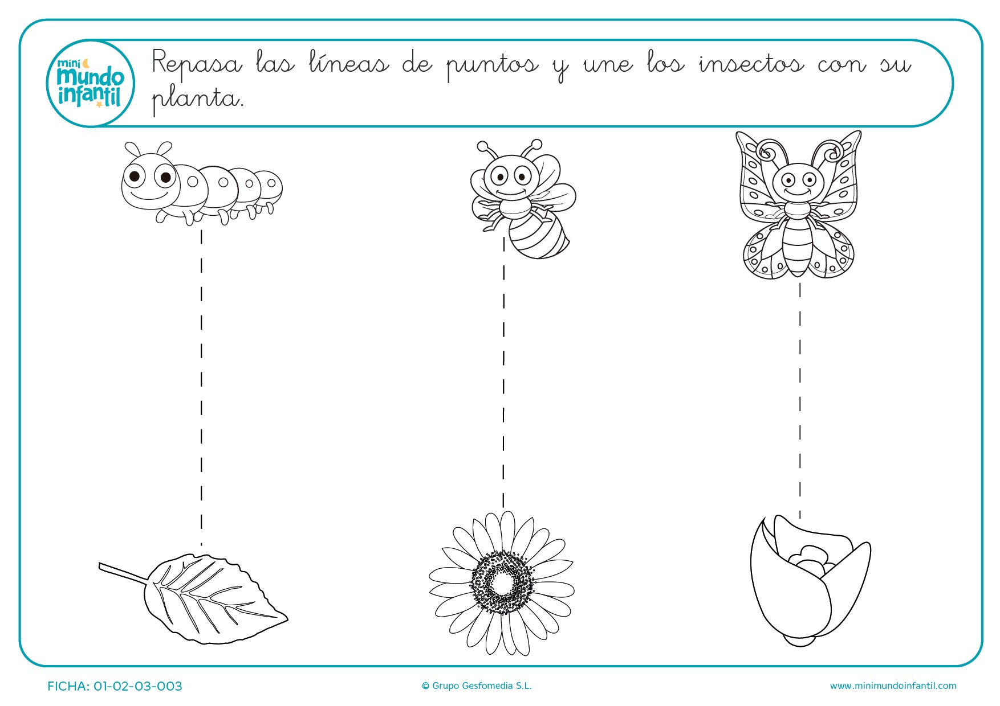 mini
mundo
infantil
Repasa las líneas de puntos y une los insectos con su
planta.
FICHA: 01-02-03-003
© Grupo Gesfomedia S.L.
www.minimundoinfantil.com